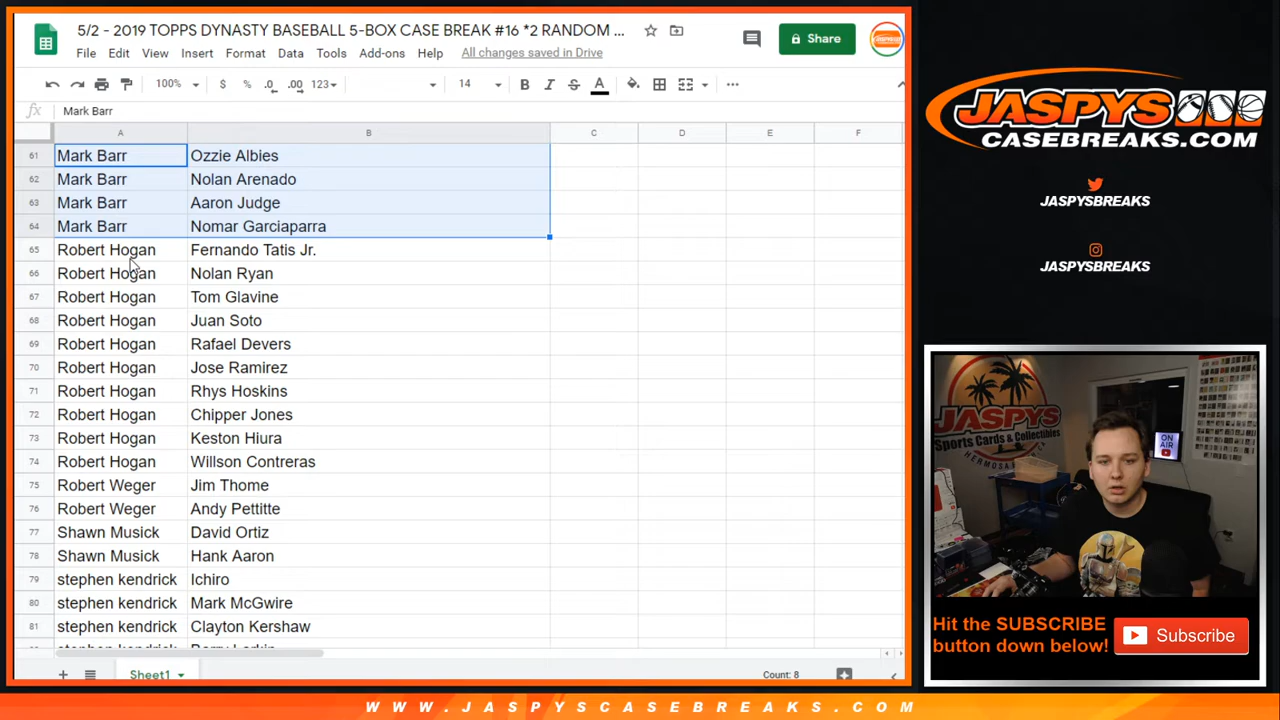 5/2 - 2019 TOPPS DYNASTY BASEBALL 5-BOX CASE BREAK #16 *2 RANDOM ...
File Edit View Insert Format Data Tools Add-ons Help All changes saved in Drive
Share
100% $ % .0 .00 123 14 B I S A
fx Mark Barr
A B C D E F
61 Mark Barr Ozzie Albies
62 Mark Barr Nolan Arenado
63 Mark Barr Aaron Judge
64 Mark Barr Nomar Garciaparra
65 Robert Hogan Fernando Tatis Jr.
66 Robert Hogan Nolan Ryan
67 Robert Hogan Tom Glavine
68 Robert Hogan Juan Soto
69 Robert Hogan Rafael Devers
70 Robert Hogan Jose Ramirez
71 Robert Hogan Rhys Hoskins
72 Robert Hogan Chipper Jones
73 Robert Hogan Keston Hiura
74 Robert Hogan Willson Contreras
75 Robert Weger Jim Thome
76 Robert Weger Andy Pettitte
77 Shawn Musick David Ortiz
78 Shawn Musick Hank Aaron
79 stephen kendrick Ichiro
80 stephen kendrick Mark McGwire
81 stephen kendrick Clayton Kershaw
stephen kendrick Barry Larkin
Sheet1
Count: 8
JASPYS
CASEBREAKS.COM
JASPYSBREAKS
JASPYSBREAKS
JASPYS
Sports Cards & Collectibles
HERMOSA
ON
AIR
Hit the SUBSCRIBE
button down below!
Subscribe
WWW.JASPYSCASEBREAKS.COM